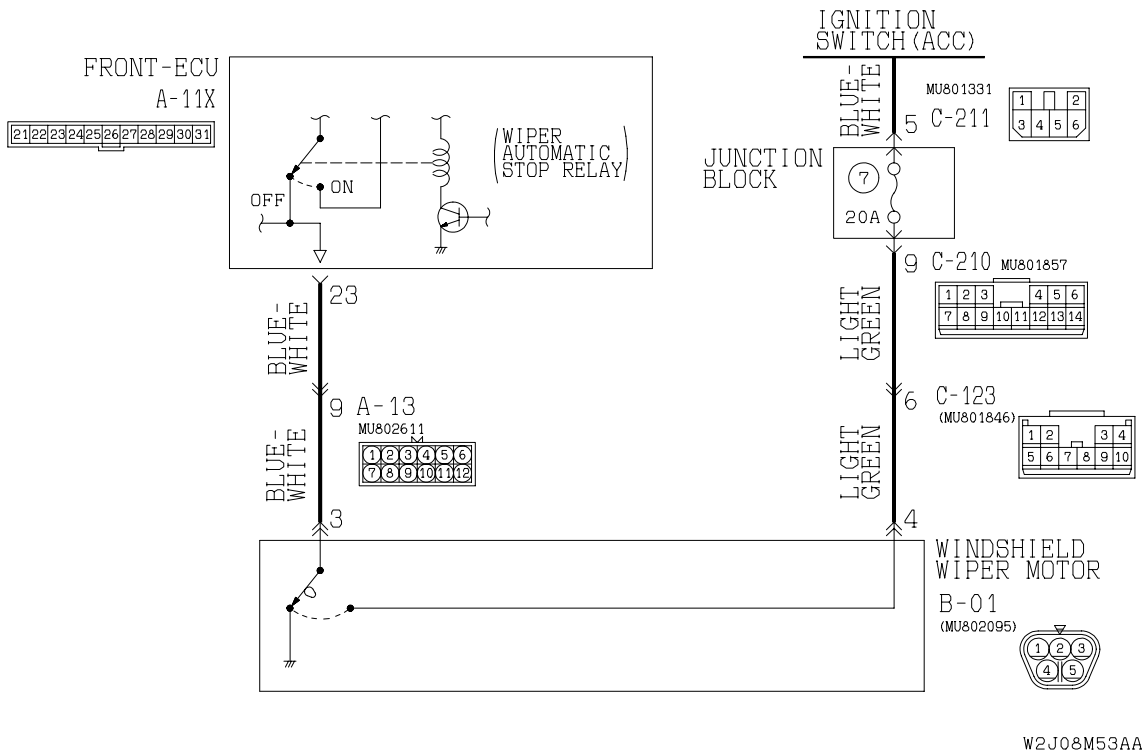 IGNITION
SWITCH(ACC)
FRONT-ECU
A-11X
21 22 23 24 25 26 27 28 29 30 31
OFF
ON
(WIPER
AUTOMATIC
STOP RELAY)
BLUE-
WHITE
5
MU801331
C-211
1 2
3 4 5 6
JUNCTION
BLOCK
7
20A
9
C-210 MU801857
1 2 3 4 5 6
7 8 9 10 11 12 13 14
23
BLUE-
WHITE
LIGHT
GREEN
9
A-13
MU802611
1 2 3 4 5 6
7 8 9 10 11 12
6
C-123
(MU801846)
1 2 3 4
5 6 7 8 9 10
BLUE-
WHITE
LIGHT
GREEN
3
4
WINDSHIELD
WIPER MOTOR
B-01
(MU802095)
1 2 3
4 5
W2J08M53AA